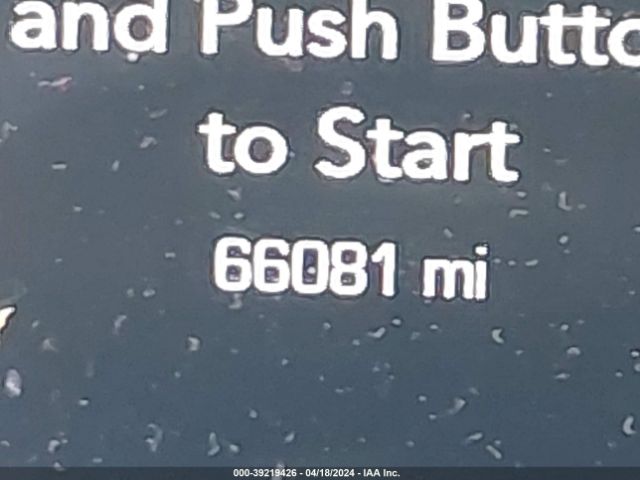 and Push Butto
to Start
66081 mi
000-39219426 - 04/18/2024 - IAA Inc.